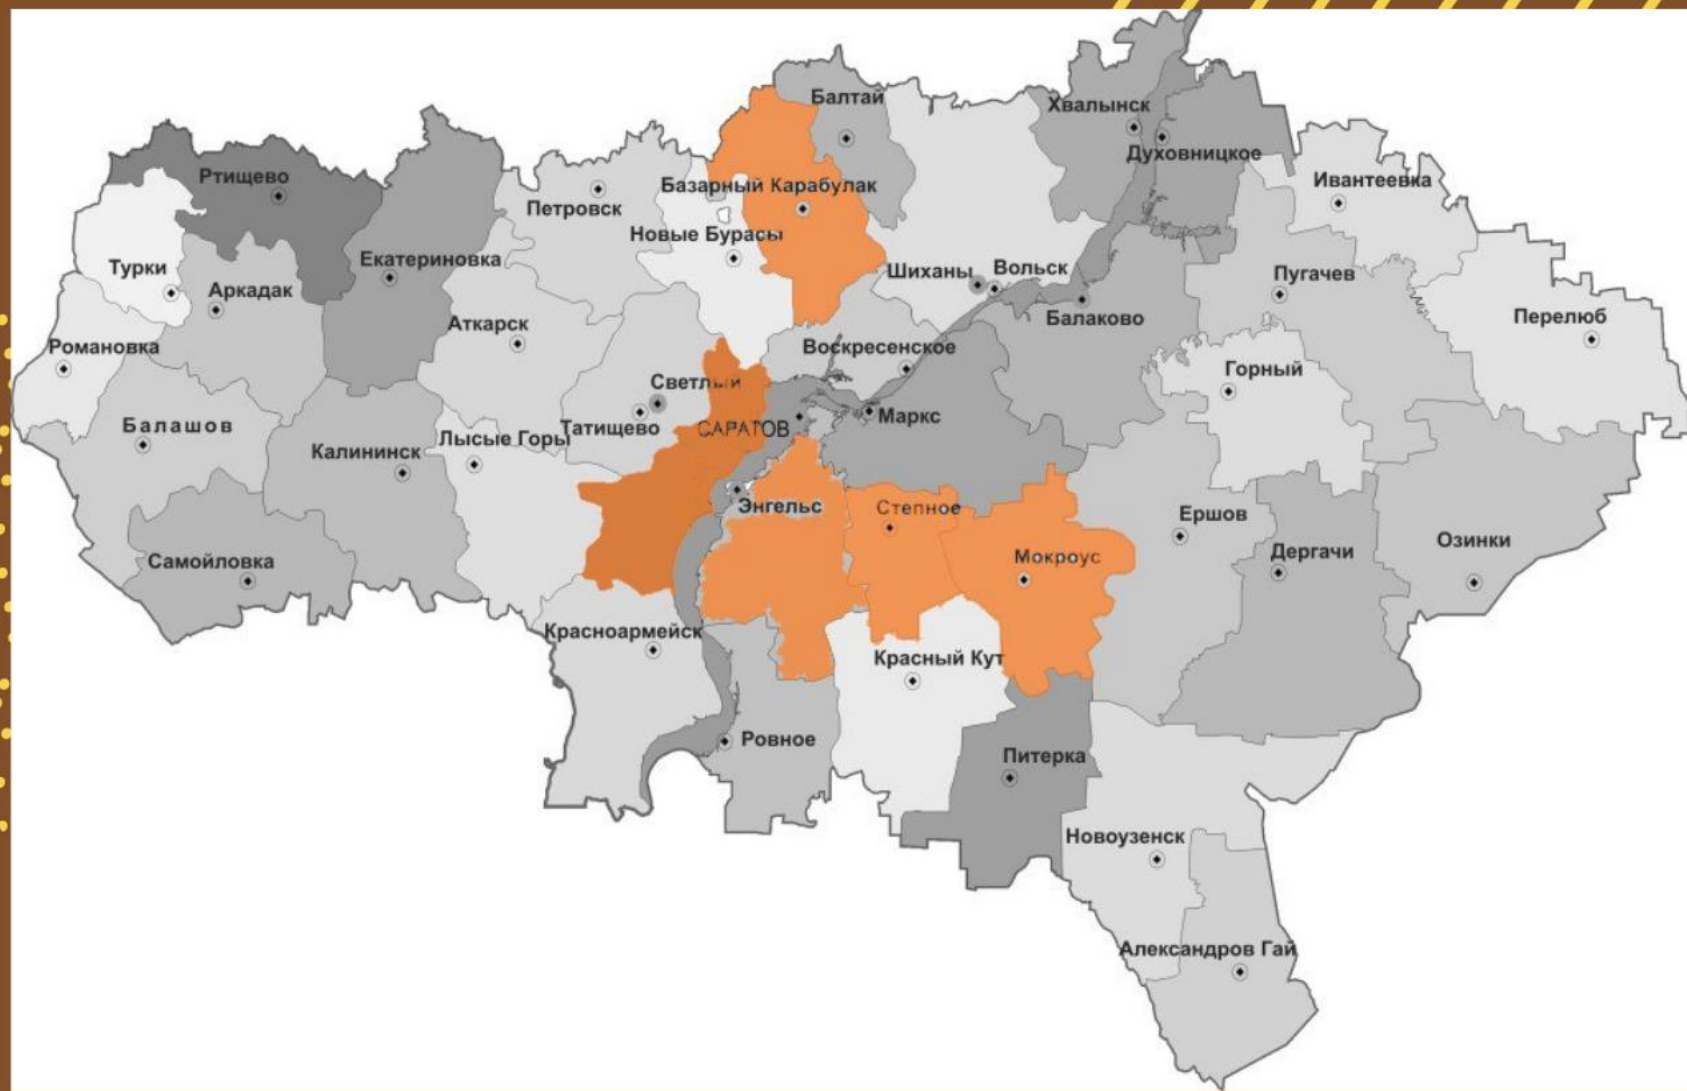 Балтай
Хвалынск
Духовницкое
Ртищево
Ивантеевка
Базарный Карабулак
Петровск
Новые Бурасы
Екатериновка
Турки
Шиханы
Вольск
Пугачев
Аркадак
Перелюб
Балаково
Аткарск
Романовка
Воскресенское
Горный
Светлый
Маркс
Балашов
Татищево
САРАТОВ
Лысые Горы
Калининск
Энгельс
Степное
Ершов
Озинки
Дергачи
Мокроус
Самойловка
Красноармейск
Красный Кут
Ровное
Питерка
Новоузенск
Александров Гай